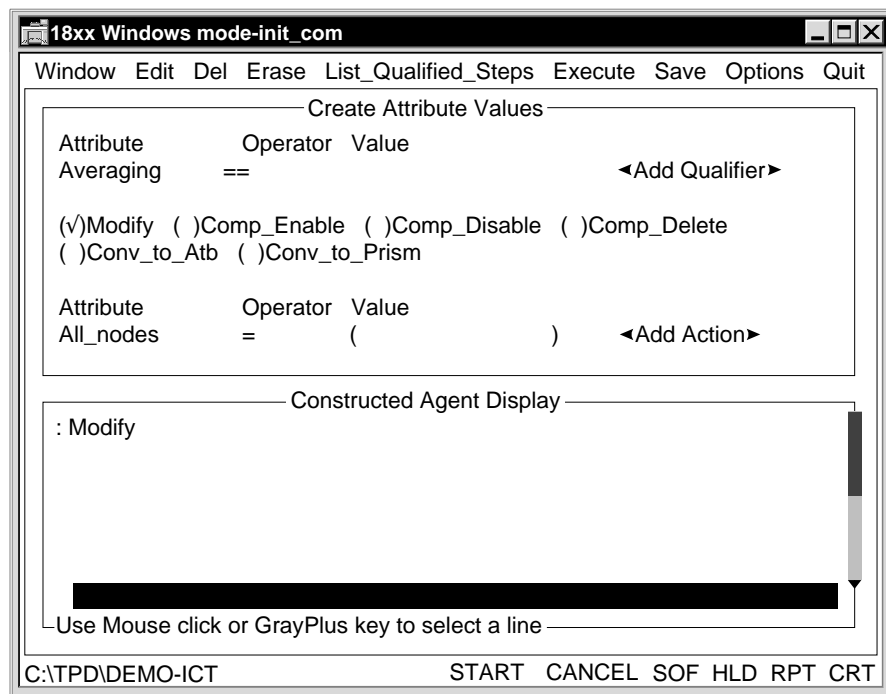 18xx Windows mode-init_com
Window Edit Del Erase List_Qualified_Steps Execute Save Options Quit
Create Attribute Values
Attribute Operator Value
Averaging == ◄Add Qualifier►
(√)Modify ( )Comp_Enable ( )Comp_Disable ( )Comp_Delete
( )Conv_to_Atb ( )Conv_to_Prism
Attribute Operator Value
All_nodes = ( ) ◄Add Action►
Constructed Agent Display
: Modify
Use Mouse click or GrayPlus key to select a line
C:\TPD\DEMO-ICT START CANCEL SOF HLD RPT CRT